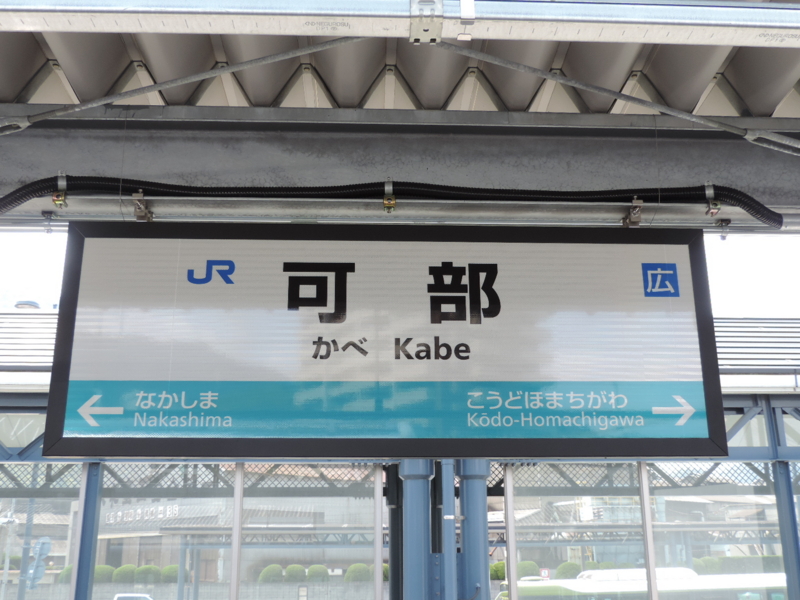 JR 可部 広
かべ Kabe
← なかしま こうどほまちがわ →
Nakashima Kōdo-Homachigawa